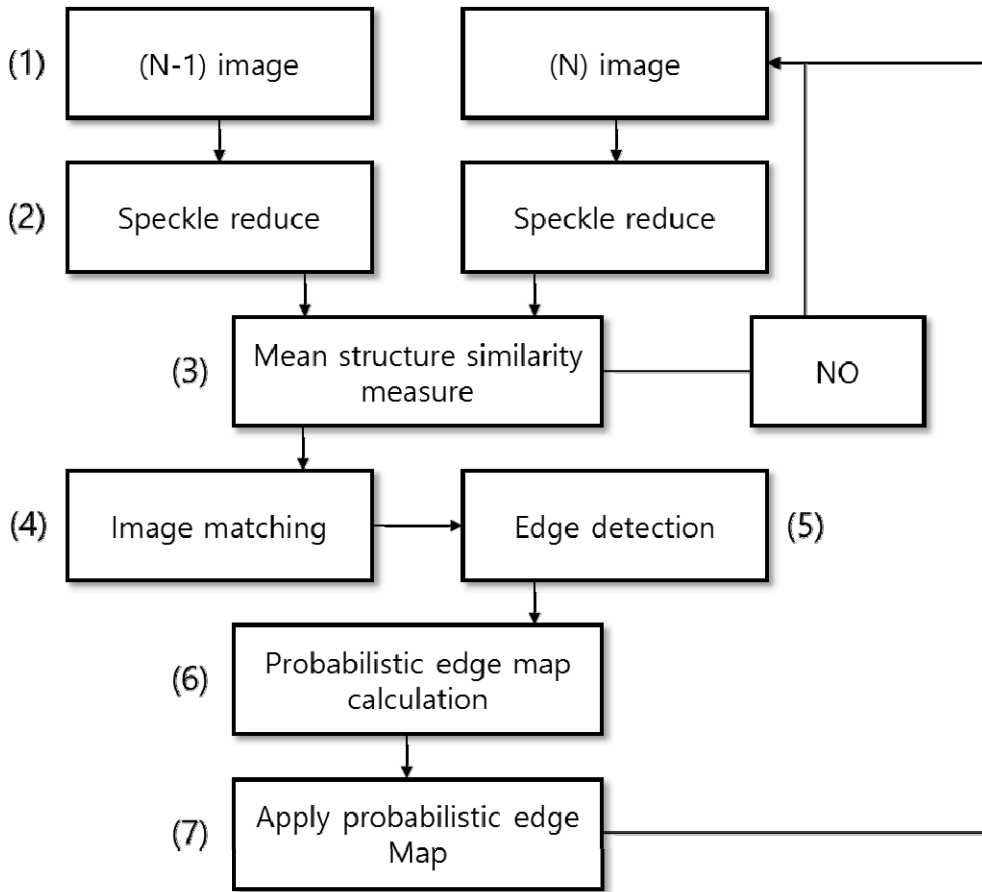 (1)
(N-1) image
(N) image
(2)
Speckle reduce
Speckle reduce
(3)
Mean structure similarity
measure
NO
(4)
Image matching
Edge detection
(5)
(6)
Probabilistic edge map
calculation
(7)
Apply probabilistic edge
Map